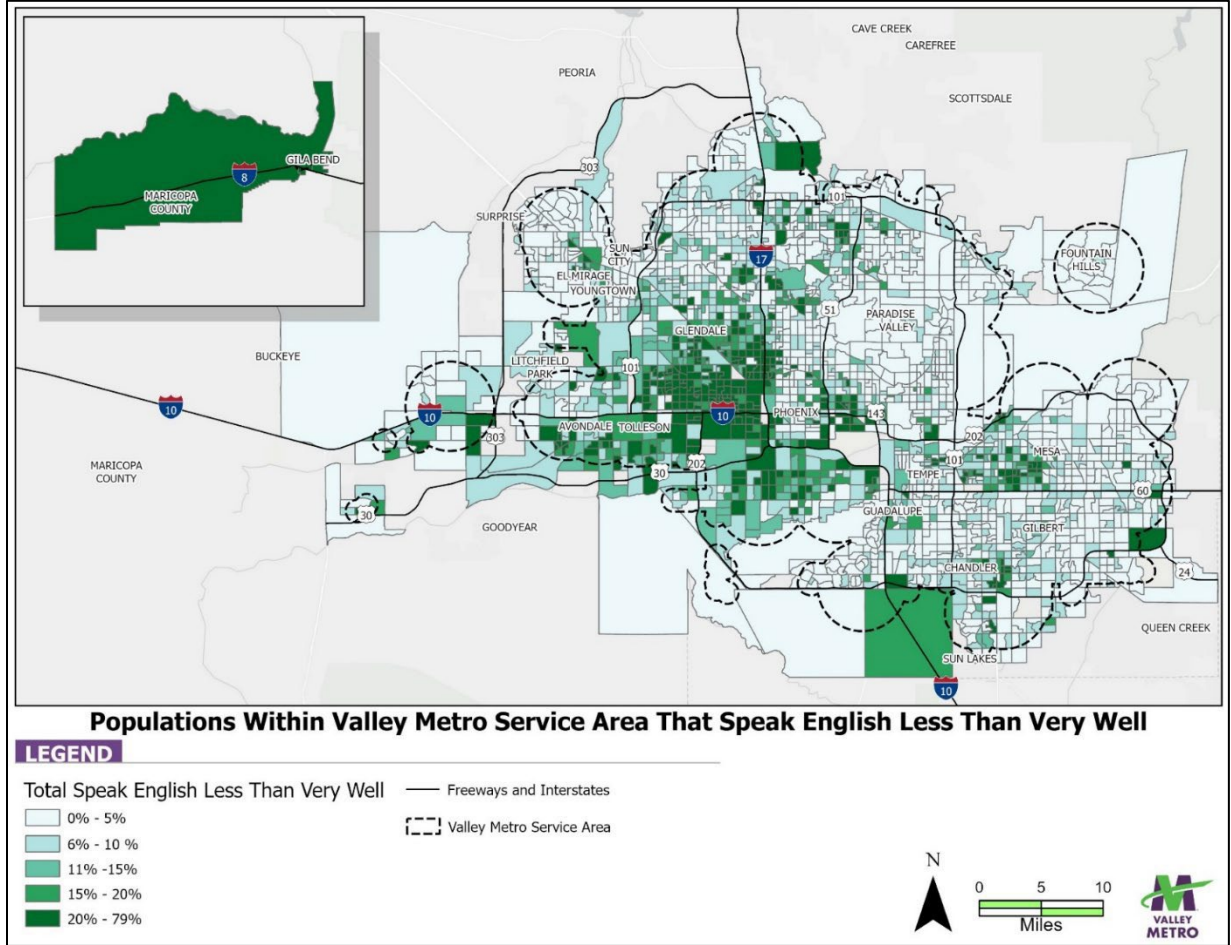 CAVE CREEK
CAREFREE
PEORIA
SCOTTSDALE
GILA BEND
8
MARICOPA
COUNTY
303
101
SURPRISE
SUN
CITY
17
FOUNTAIN
HILLS
EL MIRAGE
YOUNGTOWN
51
PARADISE
VALLEY
GLENDALE
BUCKEYE
LITCHFIELD
PARK
101
10
10
10
PHOENIX
143
AVONDALE
TOLLESON
303
202
MESA
101
MARICOPA
COUNTY
30
202
TEMPE
60
30
GUADALUPE
GOODYEAR
GILBERT
CHANDLER
24
QUEEN CREEK
SUN LAKES
10
Populations Within Valley Metro Service Area That Speak English Less Than Very Well
LEGEND
Total Speak English Less Than Very Well
0% - 5%
6% - 10 %
11% -15%
15% - 20%
20% - 79%
Freeways and Interstates
Valley Metro Service Area
N
0 5 10
Miles
VALLEY
METRO